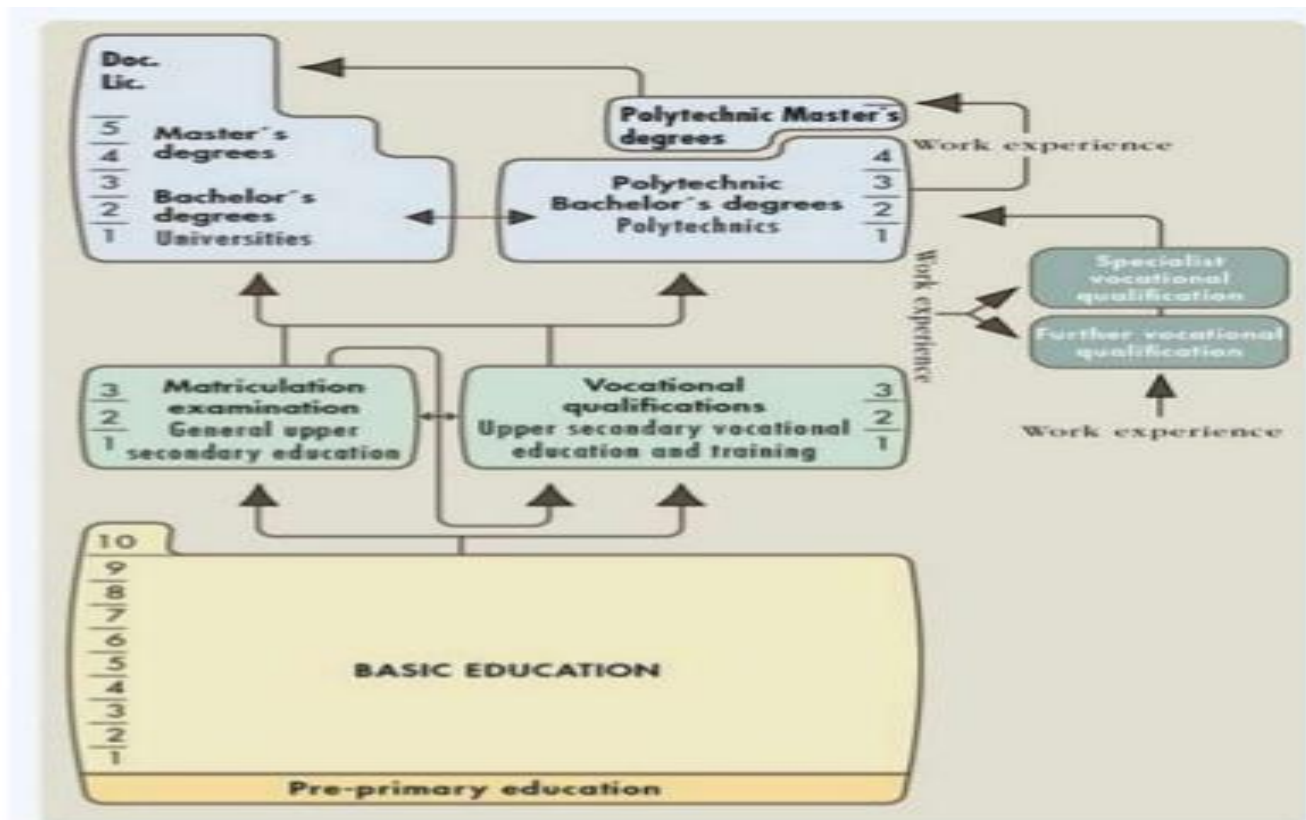 Doc.
Lic.
5
Master´s
degrees
4
3
Bachelor´s
degrees
2
1
Universities
Polytechnic Master´s
degrees
Work experience
4
Polytechnic
3
Bachelor´s degrees
2
Polytechnics
1
Work experience
Specialist
vocational
qualification
Further vocational
qualification
Work experience
3
Matriculation
examination
2
General upper
1
secondary education
Vocational
3
qualifications
2
Upper secondary vocational
1
education and training
10
9
8
7
6
5
BASIC EDUCATION
4
3
2
1
Pre-primary education